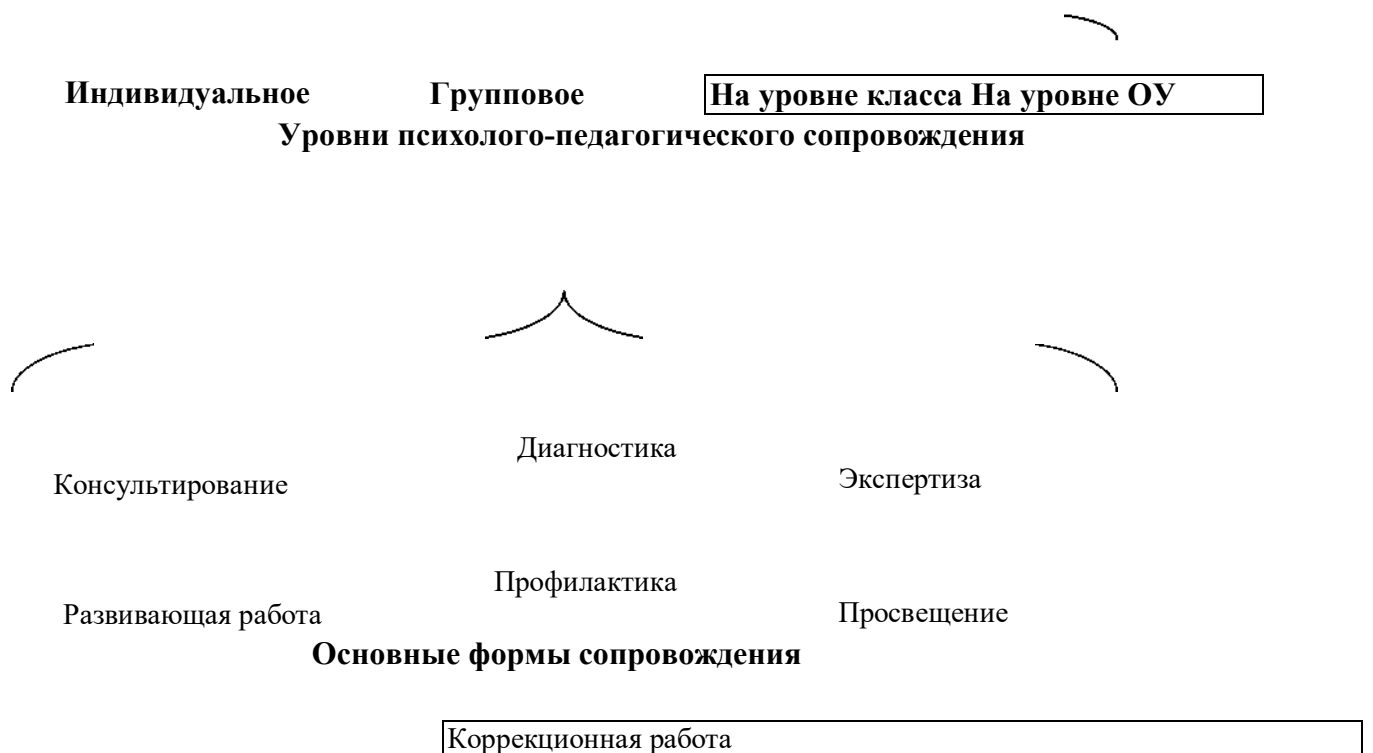 Индивидуальное Групповое На уровне класса На уровне ОУ
Уровни психолого-педагогического сопровождения
Диагностика
Консультирование Экспертиза
Профилактика
Развивающая работа Просвещение
Основные формы сопровождения
Коррекционная работа